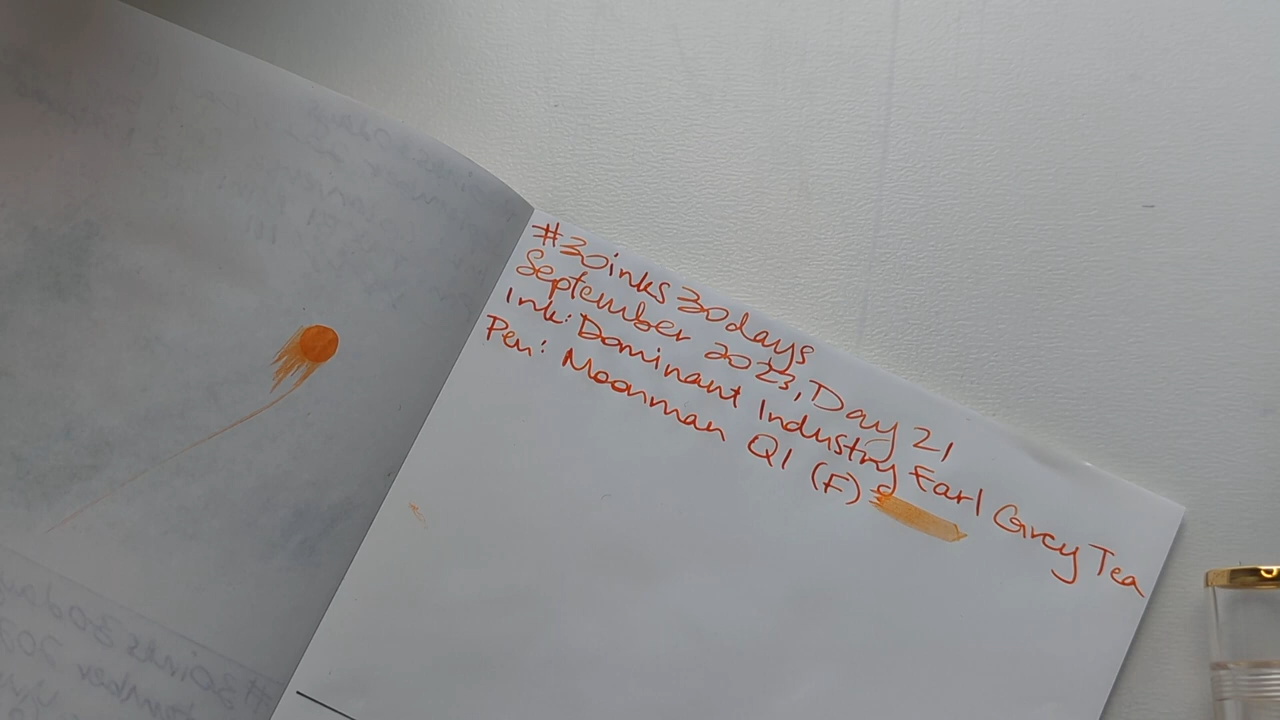 #30inks30days
September 2023, Day 21
Ink: Dominant Industry Earl Grey Tea
Pen: Moonman Q1 (F)